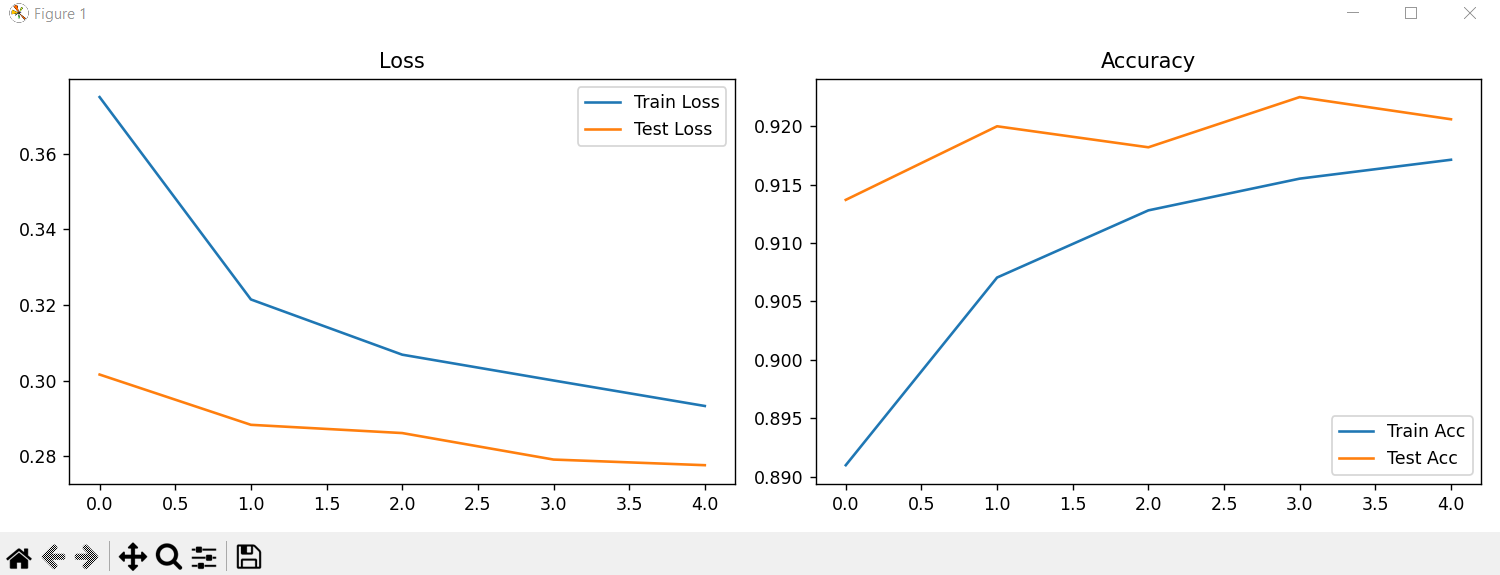 Figure 1
Loss
Train Loss
Test Loss
0.36
0.34
0.32
0.30
0.28
0.0 0.5 1.0 1.5 2.0 2.5 3.0 3.5 4.0
Accuracy
0.920
0.915
0.910
0.905
0.900
0.895
0.890
Train Acc
Test Acc
0.0 0.5 1.0 1.5 2.0 2.5 3.0 3.5 4.0